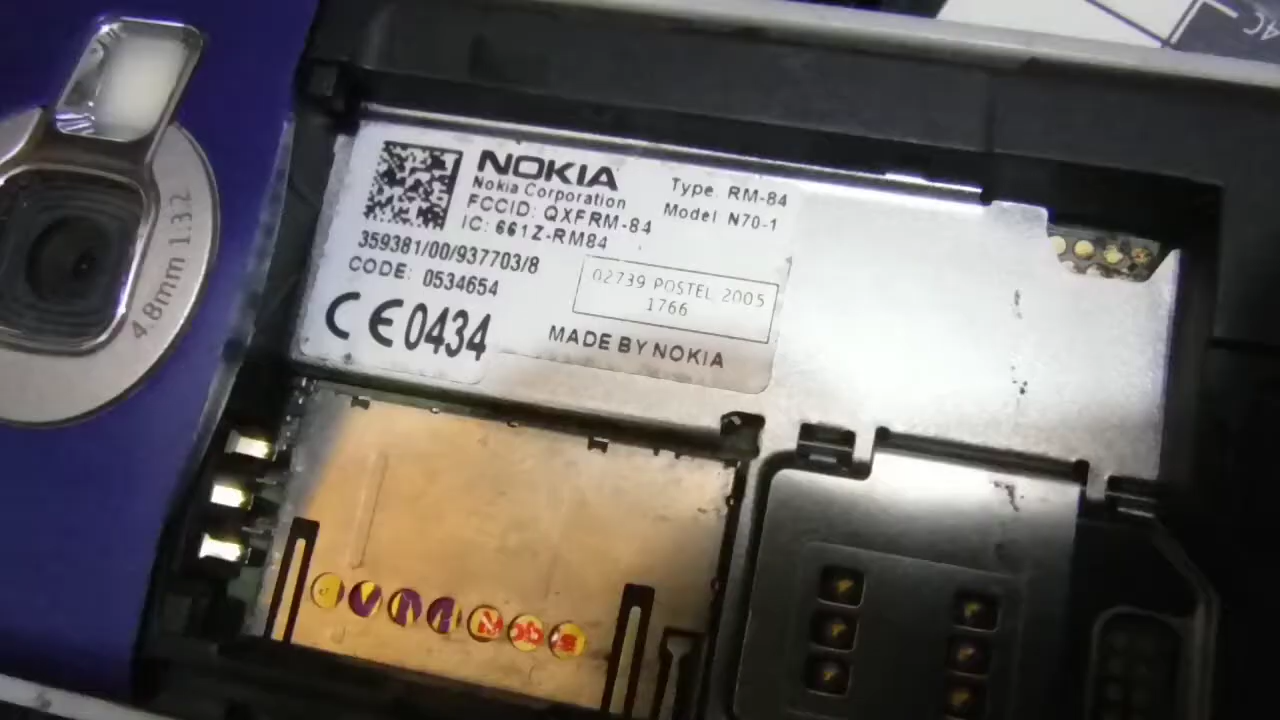 NOKIA
Nokia Corporation
FCCID: QXFRM-84
IC: 661Z-RM84
Type: RM-84
Model N70-1
359381/00/937703/8
CODE: 0534654
02739 POSTEL 2005
1766
CE0434
MADE BY NOKIA
4.8mm 1:3.2
4C